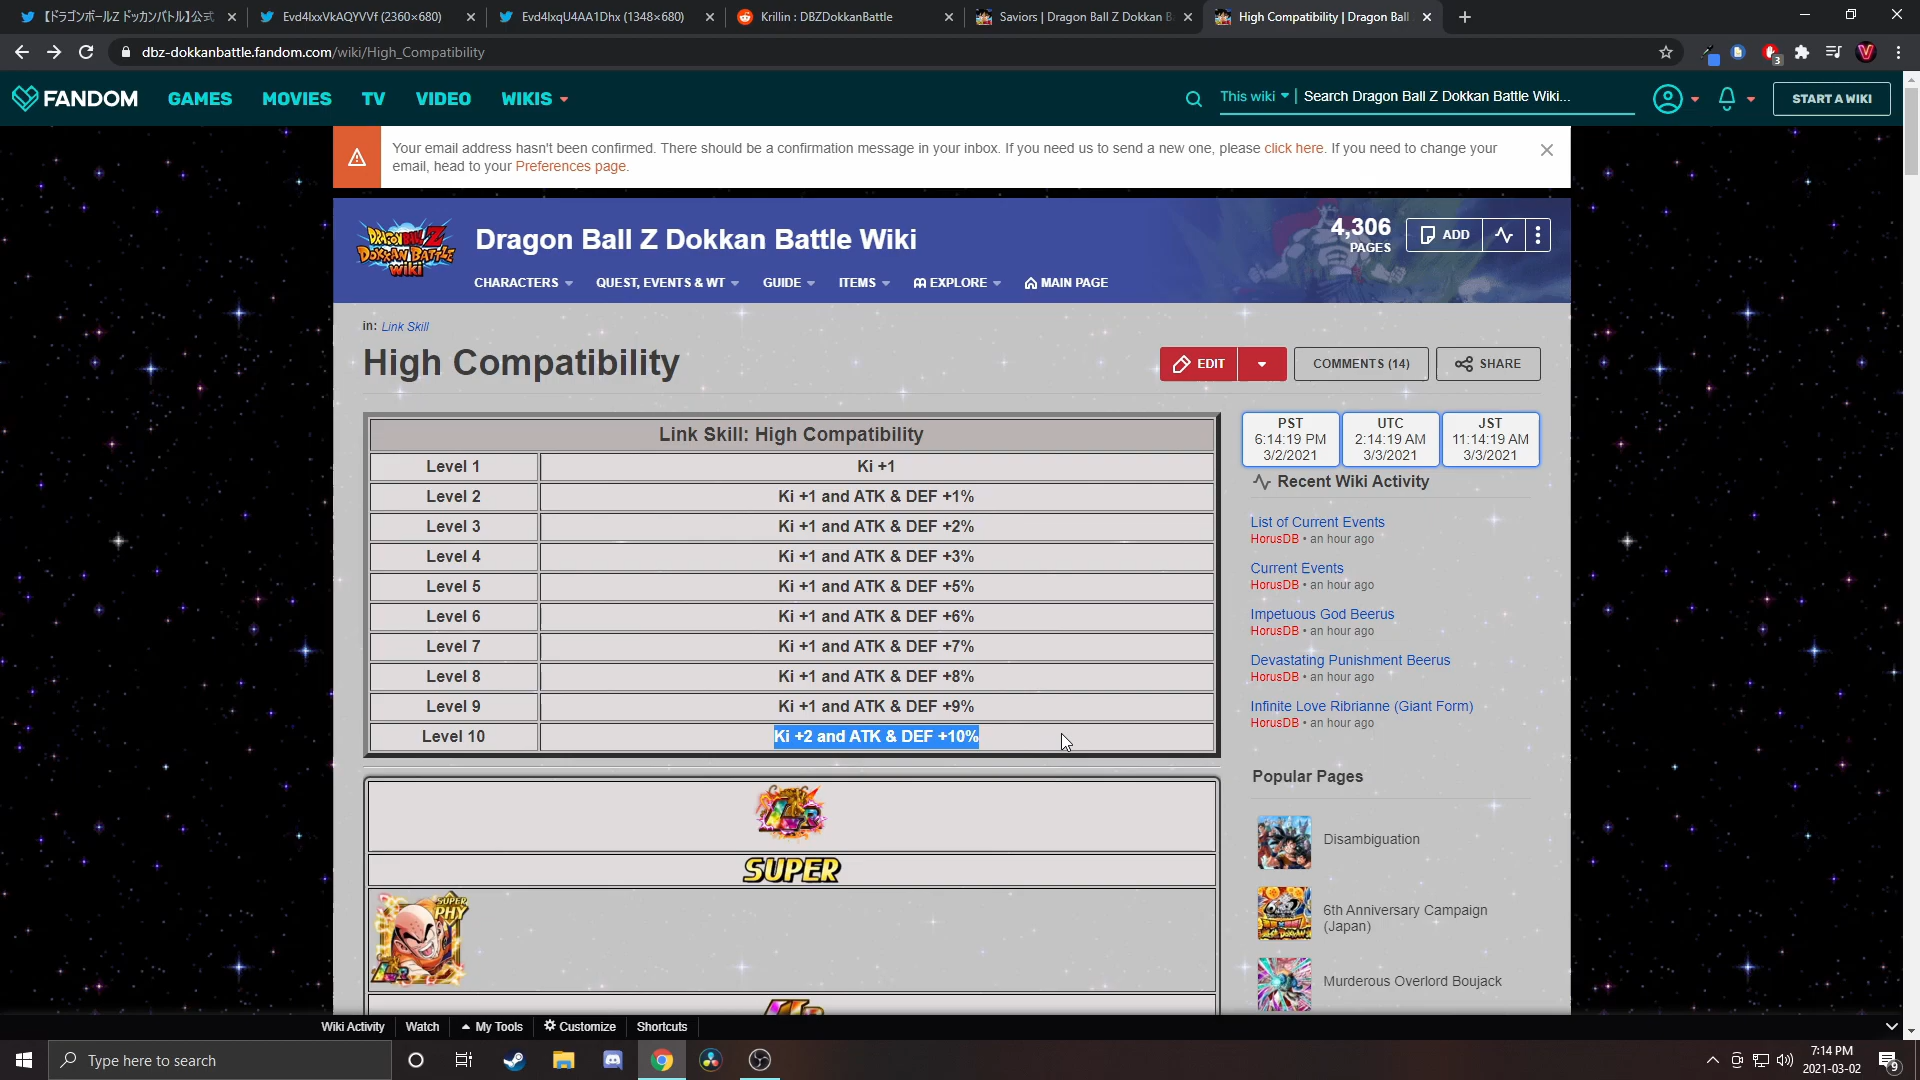 【ドラゴンボールZ ドッカンバトル】公式
Evd4IxxVkAQYVVf (2360×680)
Evd4IxqU4AA1Dhx (1348×680)
Krillin : DBZDokkanBattle
Saviors | Dragon Ball Z Dokkan B
High Compatibility | Dragon Ball
dbz-dokkanbattle.fandom.com/wiki/High_Compatibility
3
V
FANDOM
GAMES
MOVIES
TV
VIDEO
WIKIS
This wiki
Search Dragon Ball Z Dokkan Battle Wiki...
START A WIKI
Your email address hasn't been confirmed. There should be a confirmation message in your inbox. If you need us to send a new one, please click here. If you need to change your
email, head to your Preferences page.
DRAGON BALL Z
DOKKAN BATTLE
WIKI
Dragon Ball Z Dokkan Battle Wiki
4,306
PAGES
ADD
CHARACTERS
QUEST, EVENTS & WT
GUIDE
ITEMS
EXPLORE
MAIN PAGE
in: Link Skill
High Compatibility
EDIT
COMMENTS (14)
SHARE
Link Skill: High Compatibility
Level 1 Ki +1
Level 2 Ki +1 and ATK & DEF +1%
Level 3 Ki +1 and ATK & DEF +2%
Level 4 Ki +1 and ATK & DEF +3%
Level 5 Ki +1 and ATK & DEF +5%
Level 6 Ki +1 and ATK & DEF +6%
Level 7 Ki +1 and ATK & DEF +7%
Level 8 Ki +1 and ATK & DEF +8%
Level 9 Ki +1 and ATK & DEF +9%
Level 10 Ki +2 and ATK & DEF +10%
LR
SUPER
SUPER
PHY
LR
PST
6:14:19 PM
3/2/2021
UTC
2:14:19 AM
3/3/2021
JST
11:14:19 AM
3/3/2021
Recent Wiki Activity
List of Current Events
HorusDB • an hour ago
Current Events
HorusDB • an hour ago
Impetuous God Beerus
HorusDB • an hour ago
Devastating Punishment Beerus
HorusDB • an hour ago
Infinite Love Ribrianne (Giant Form)
HorusDB • an hour ago
Popular Pages
Disambiguation
6th Anniversary Campaign
(Japan)
Murderous Overlord Boujack
Wiki Activity
Watch
My Tools
Customize
Shortcuts
Type here to search
7:14 PM
2021-03-02
9